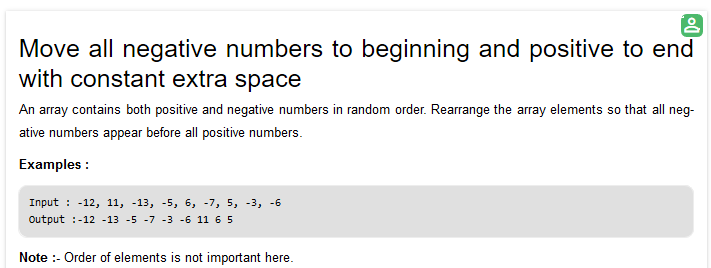 Move all negative numbers to beginning and positive to end
with constant extra space
An array contains both positive and negative numbers in random order. Rearrange the array elements so that all neg-
ative numbers appear before all positive numbers.
Examples :
Input : -12, 11, -13, -5, 6, -7, 5, -3, -6
Output :-12 -13 -5 -7 -3 -6 11 6 5
Note :- Order of elements is not important here.